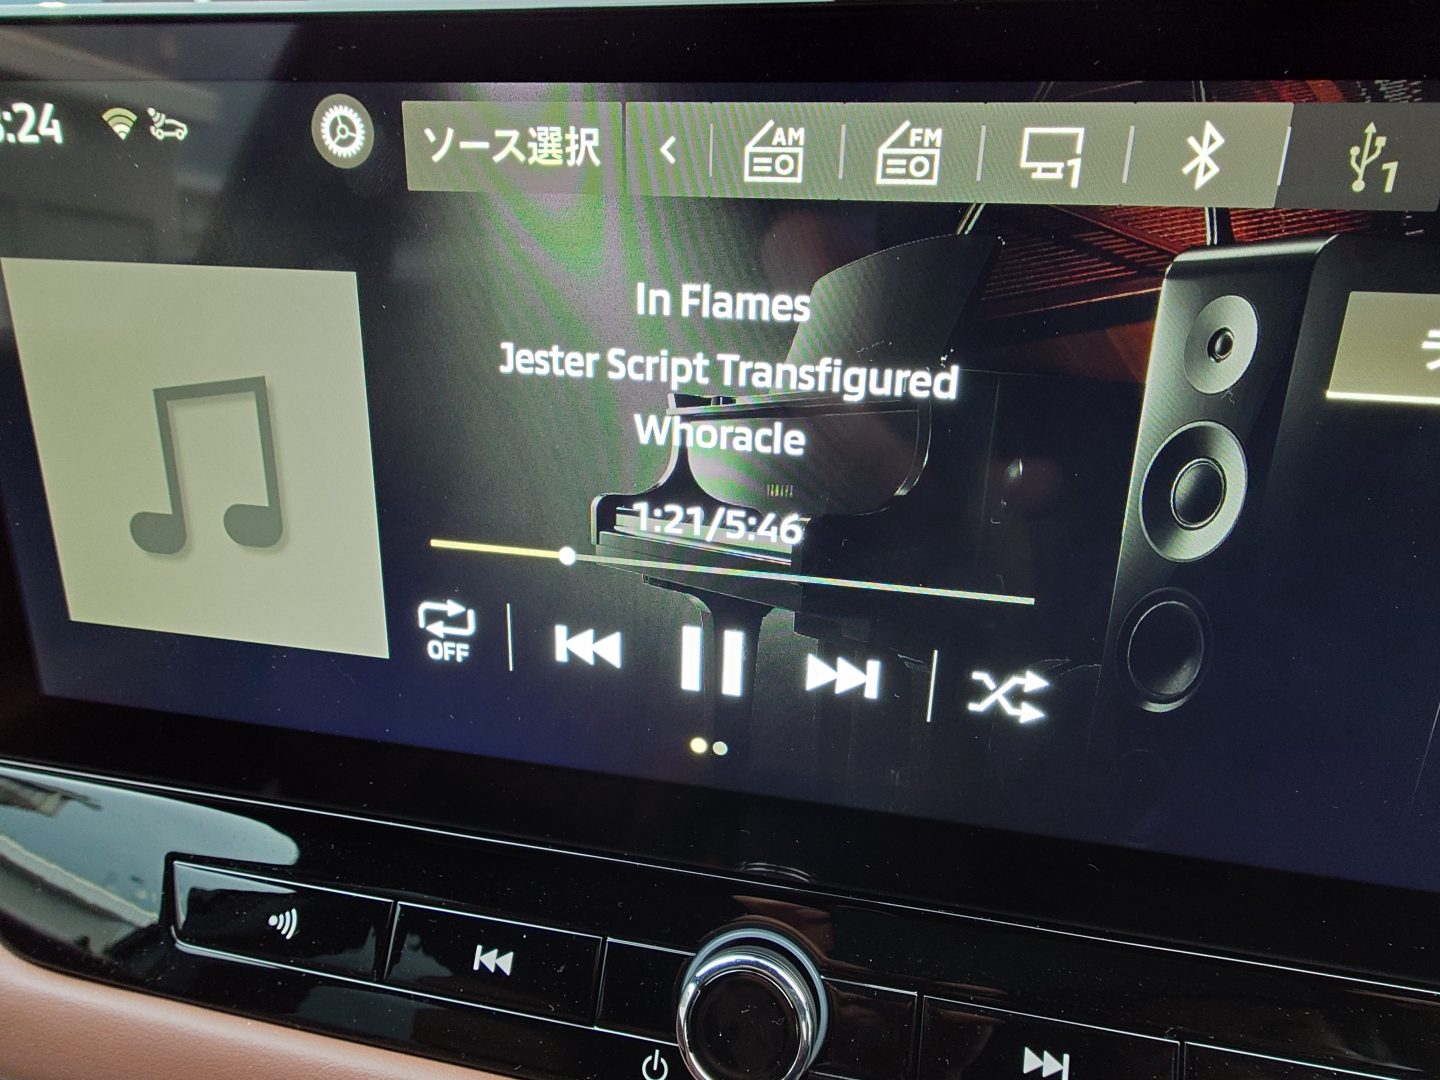 :24
ソース選択
AM
FM
1
1
In Flames
Jester Script Transfigured
Whoracle
YAMAHA
1:21/5:46
OFF